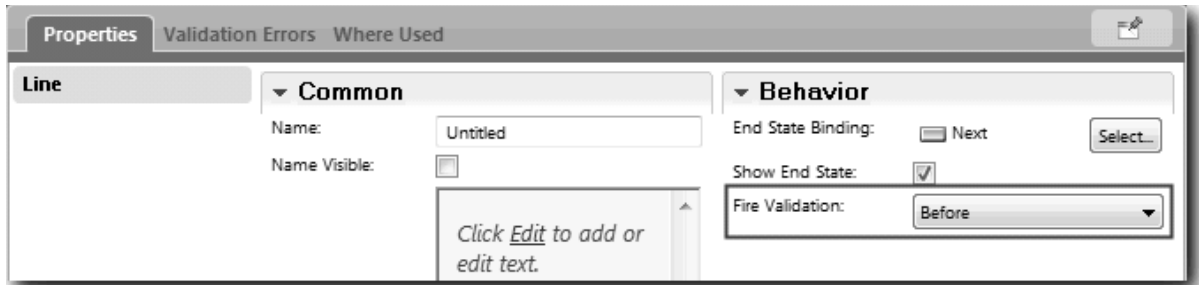 Properties Validation Errors Where Used
Line
Common
Name: Untitled
Name Visible:
Click Edit to add or
edit text.
Behavior
End State Binding: Next Select...
Show End State:
Fire Validation: Before